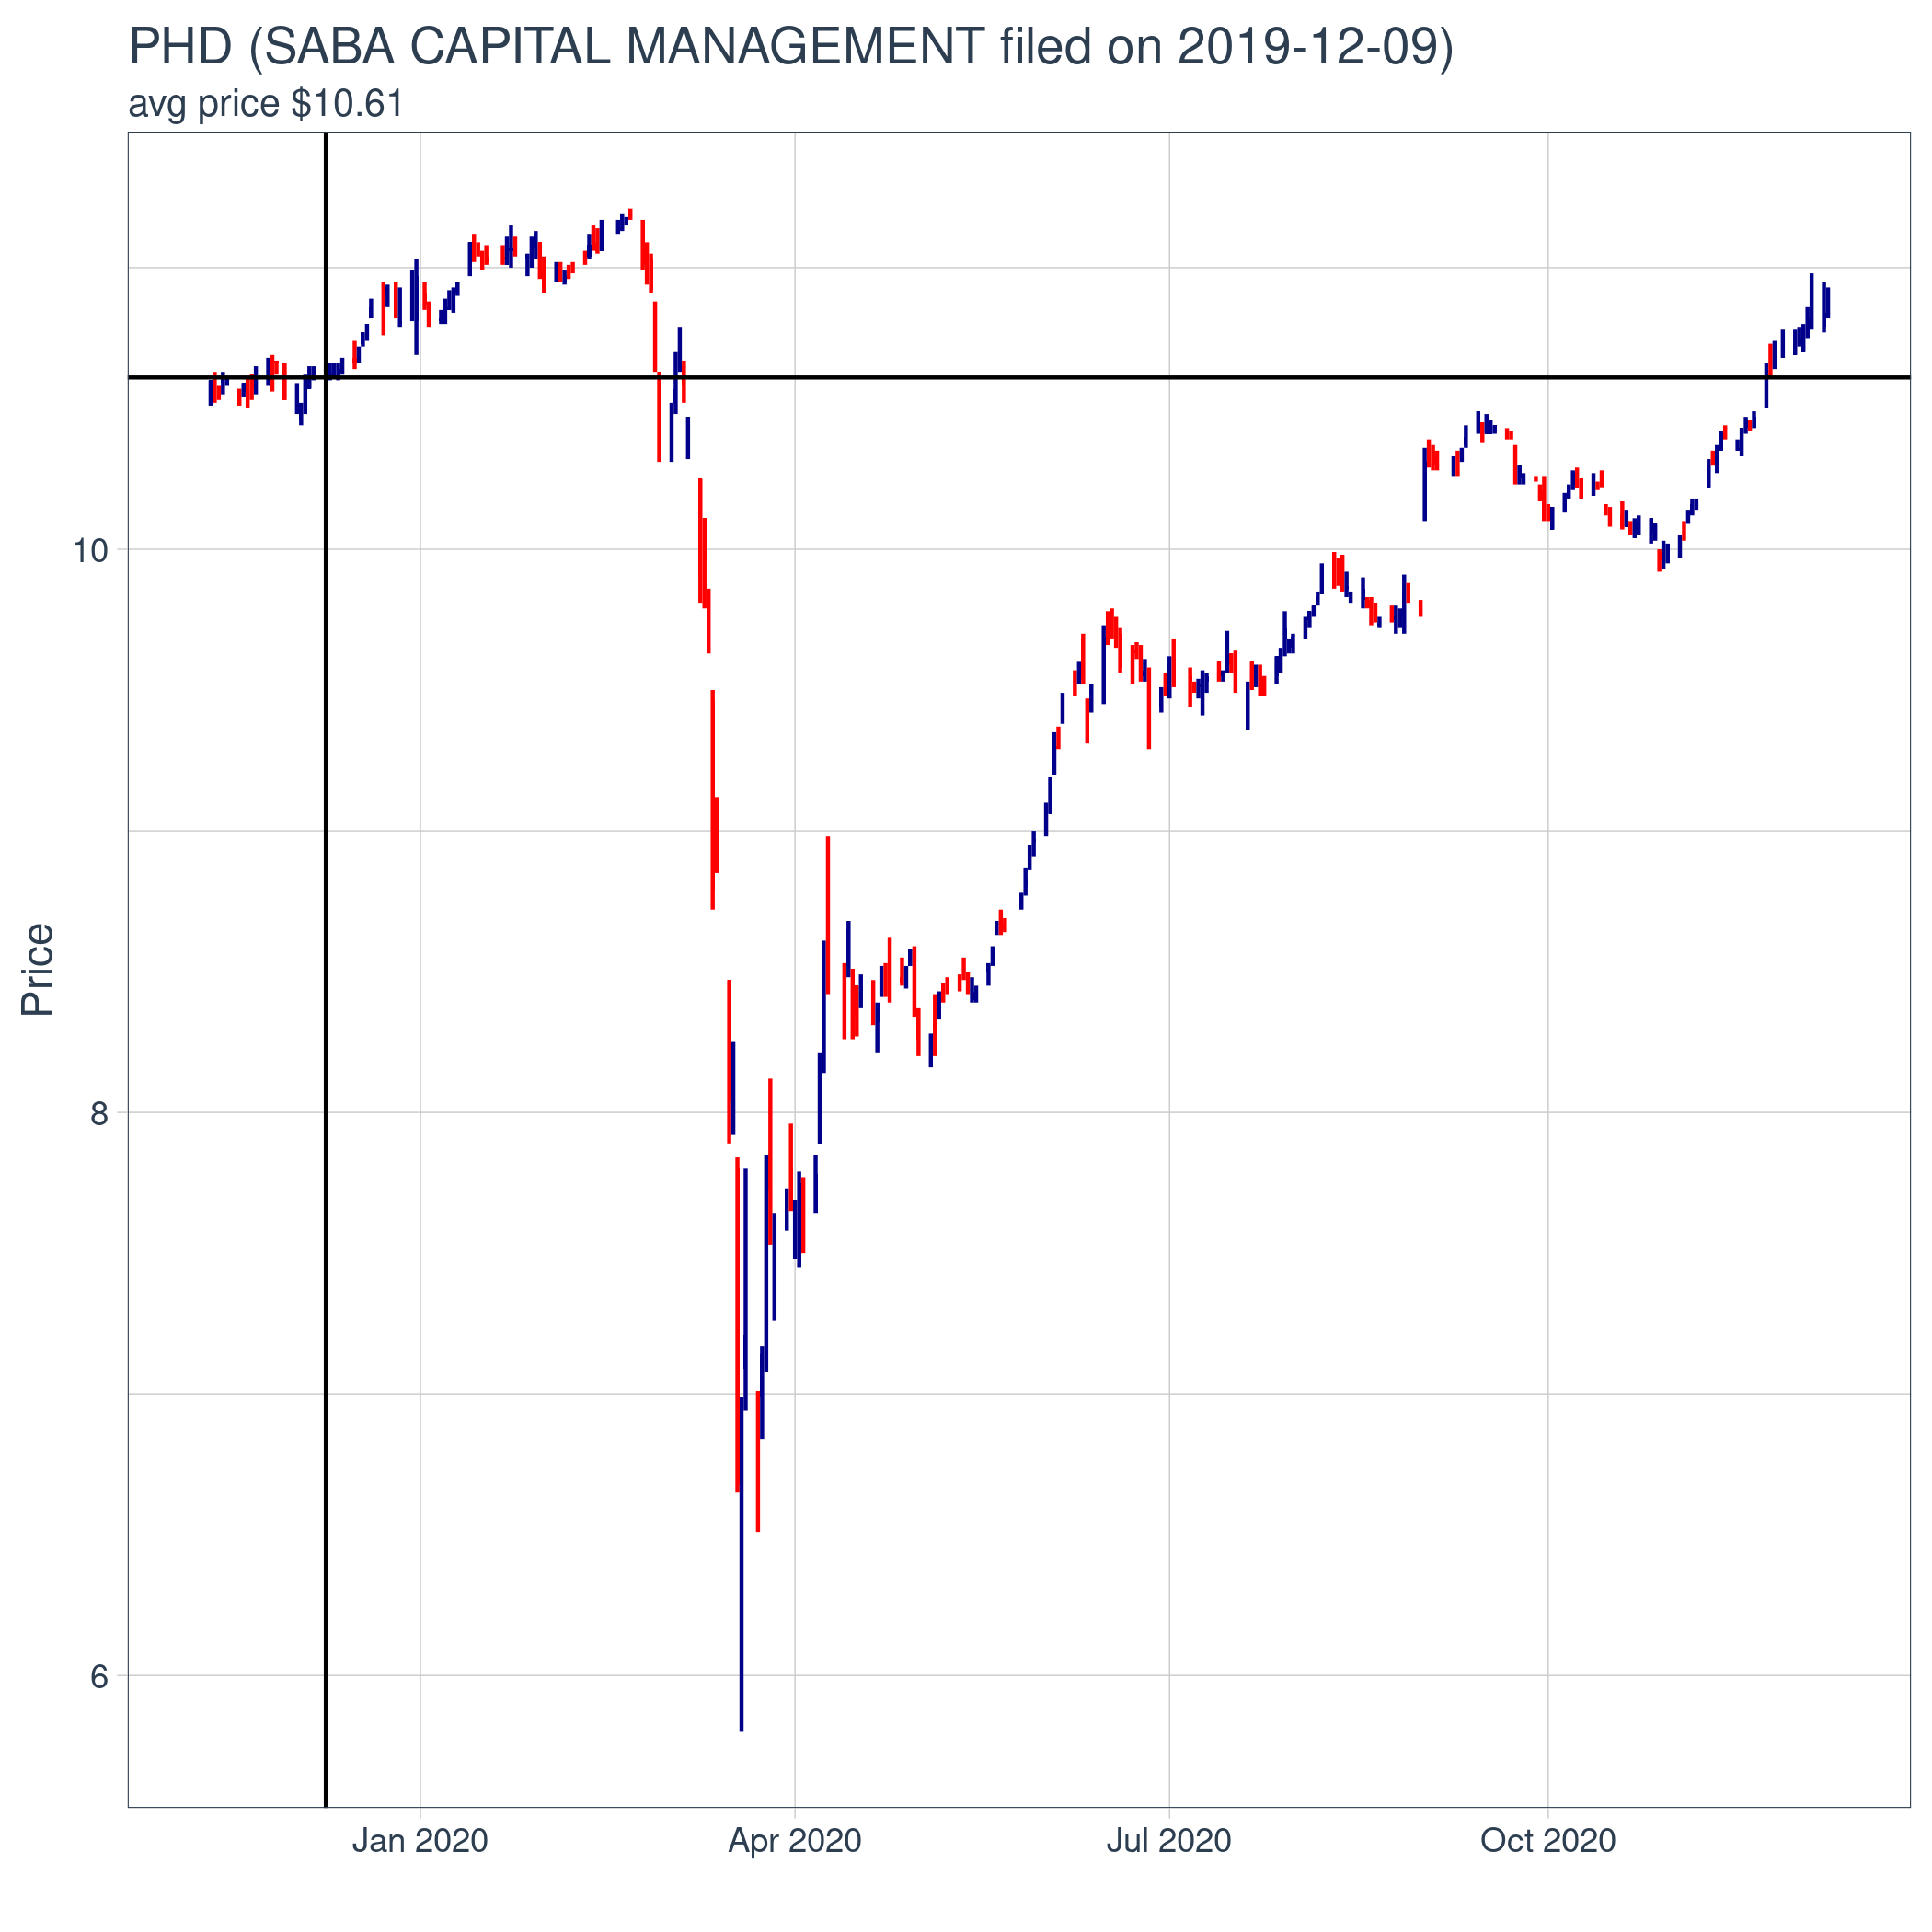 PHD (SABA CAPITAL MANAGEMENT filed on 2019-12-09)
avg price $10.61
10
8
6
Price
Jan 2020
Apr 2020
Jul 2020
Oct 2020